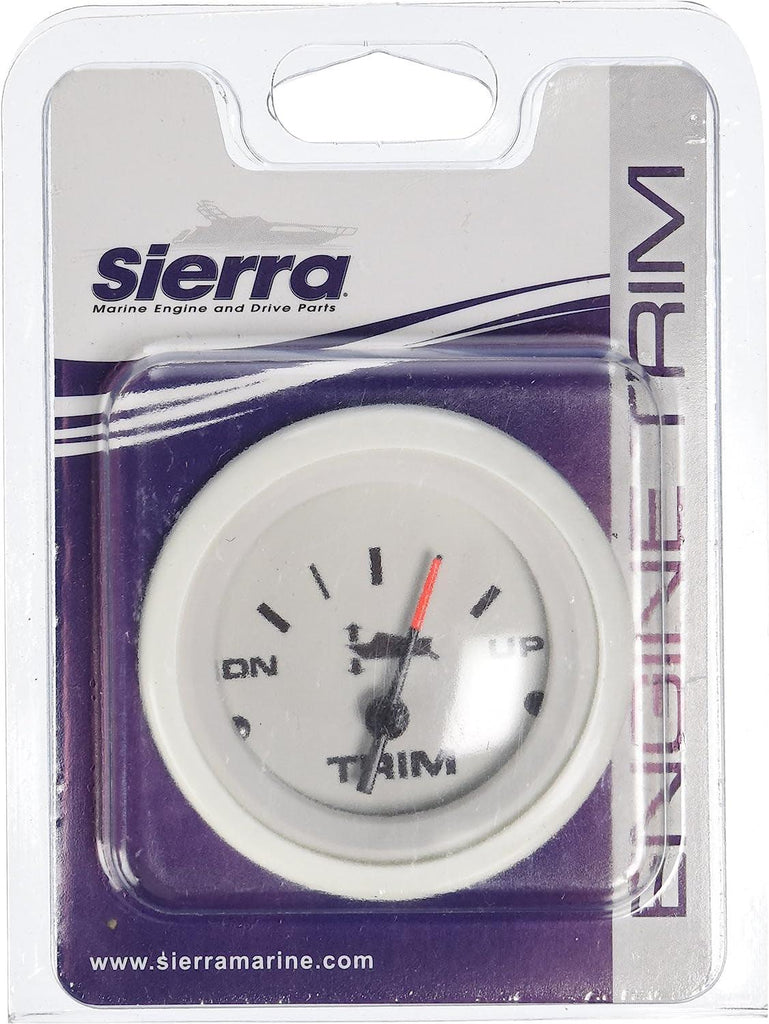 Sierra®
Marine Engine and Drive Parts
ENGINE TRIM
DN
UP
TRIM
www.sierramarine.com